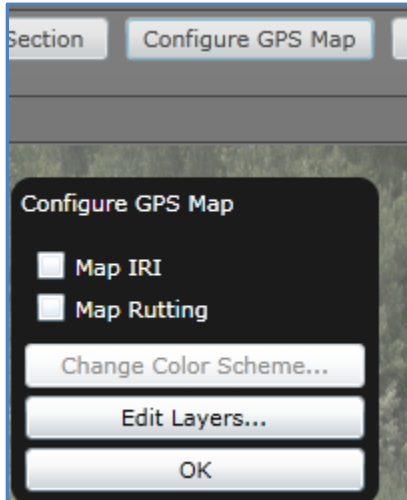 Section Configure GPS Map
Configure GPS Map
Map IRI
Map Rutting
Change Color Scheme...
Edit Layers...
OK